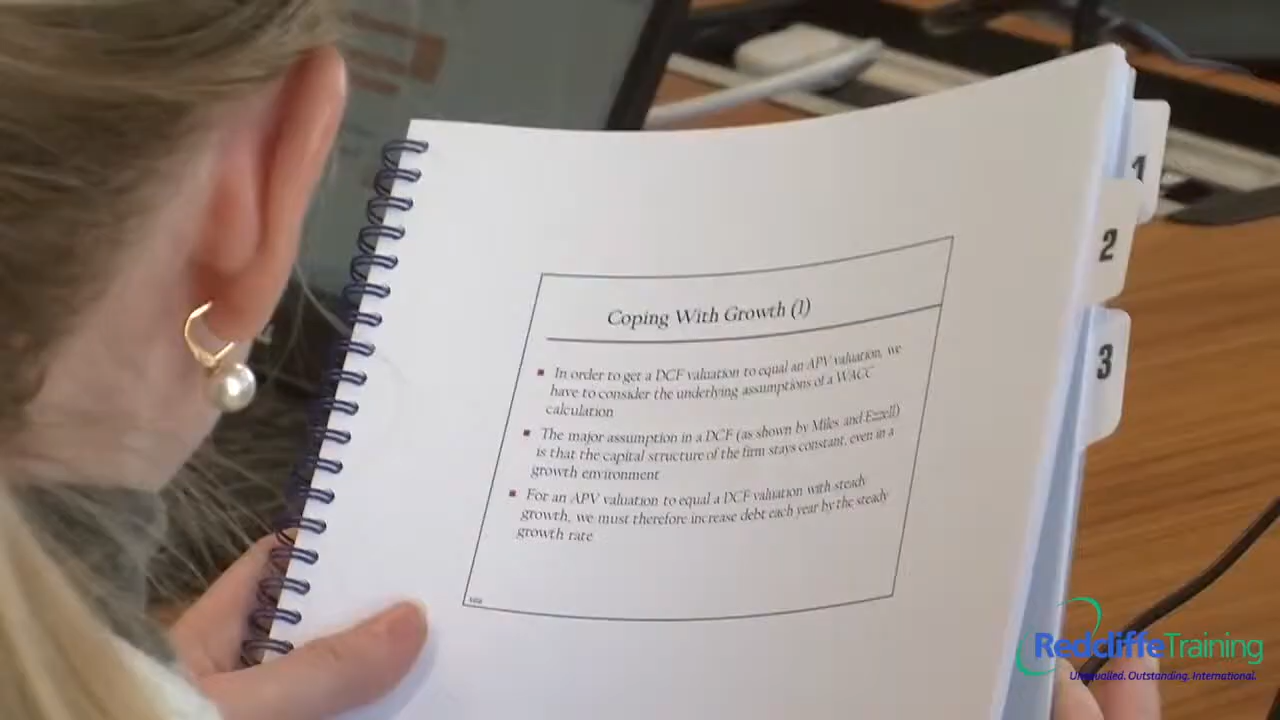 1
2
3
Coping With Growth (1)
In order to get a DCF valuation to equal an APV valuation, we
have to consider the underlying assumptions of a WACC
calculation
The major assumption in a DCF (as shown by Miles and Ezzell)
is that the capital structure of the firm stays constant, even in a
growth environment
For an APV valuation to equal a DCF valuation with steady
growth, we must therefore increase debt each year by the steady
growth rate
Redcliffe Training
Unequalled. Outstanding. International.